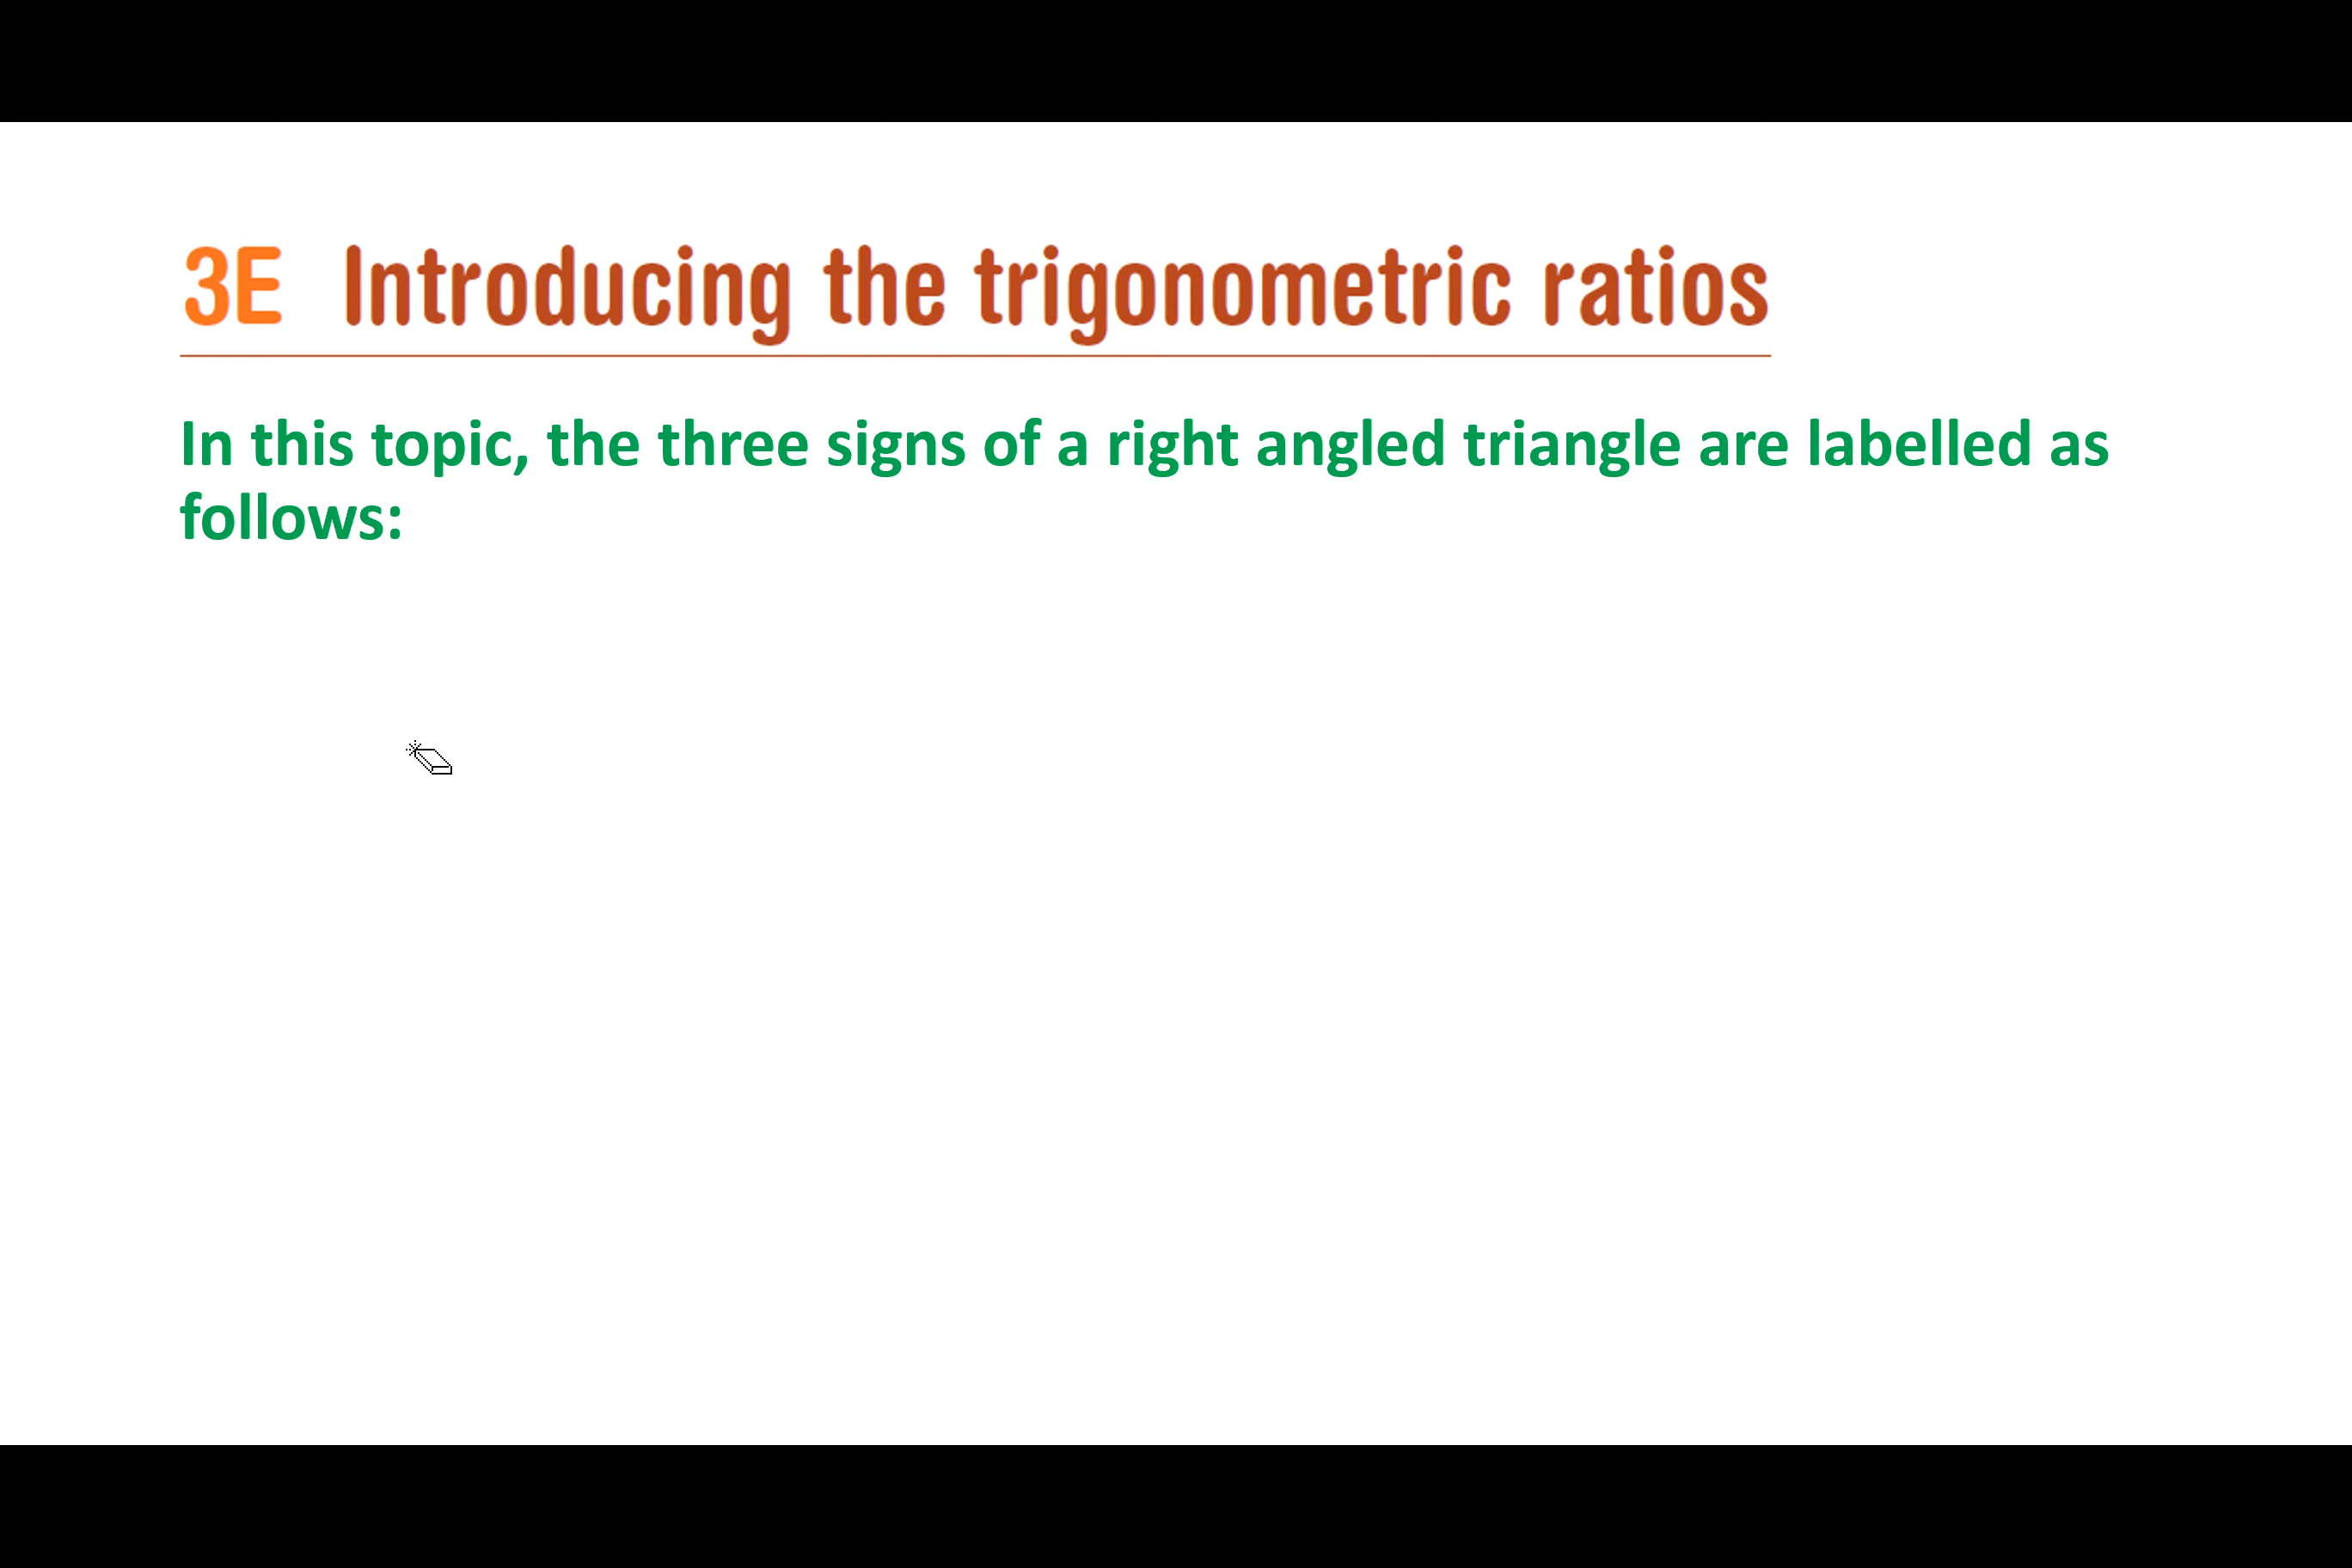 3E Introducing the trigonometric ratios
In this topic, the three signs of a right angled triangle are labelled as
follows: